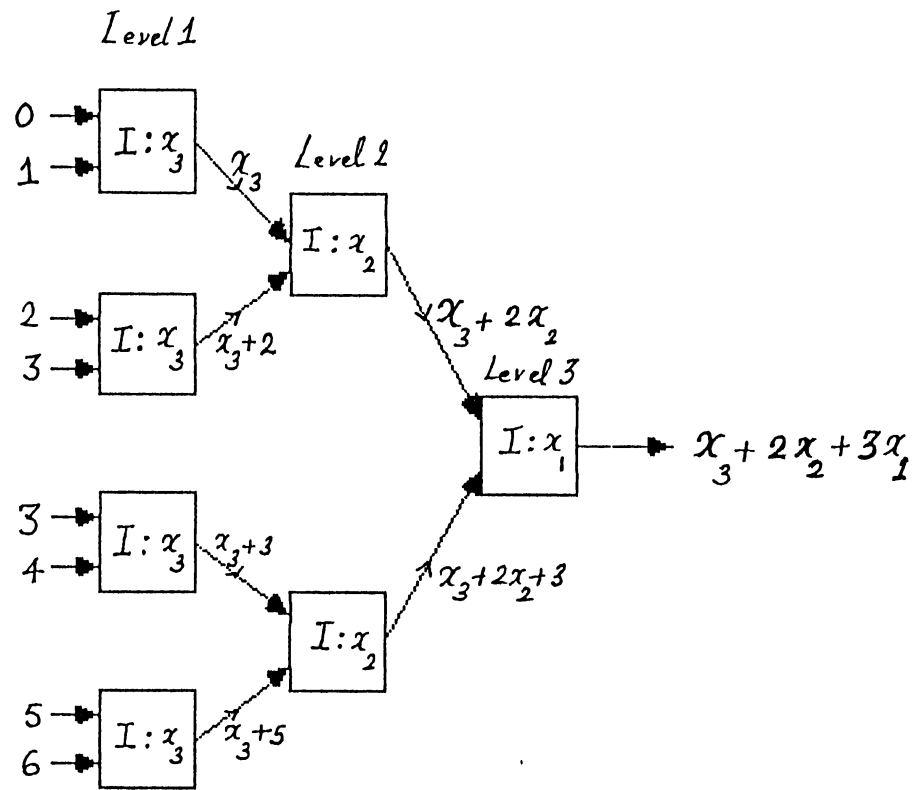 Level 1
0
1
I: x₃
x₃
Level 2
I: x₂
2
3
I: x₃
x₃+2
x₃ + 2x₂
Level 3
I: x₁
x₃ + 2x₂ + 3x₁
3
4
I: x₃
x₃+3
x₃+2x₂+3
I: x₂
5
6
I: x₃
x₃+5